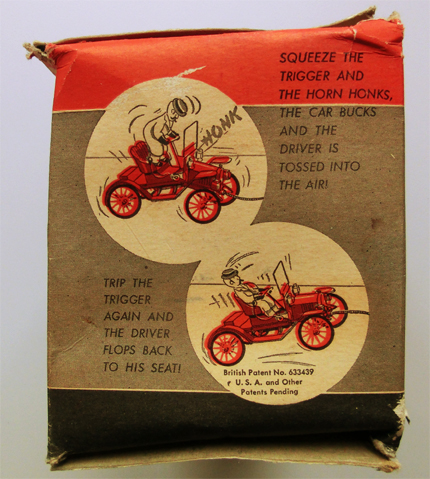 SQUEEZE THE
TRIGGER AND
THE HORN HONKS,
THE CAR BUCKS
AND THE
DRIVER IS
TOSSED INTO
THE AIR!
HONK
TRIP THE
TRIGGER
AGAIN AND
THE DRIVER
FLOPS BACK
TO HIS SEAT!
British Patent No. 633439
U. S. A. and Other
Patents Pending